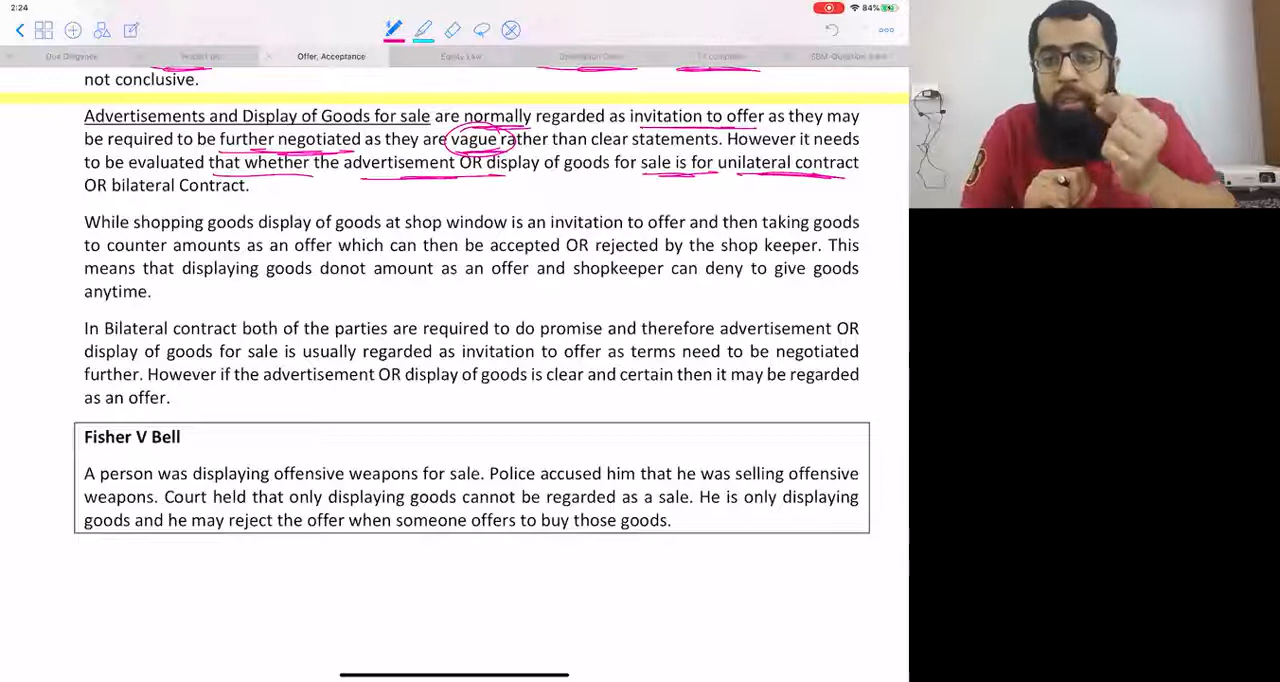 2:24
84%
Due Diligence
Offer, Acceptance
Equity Law
SBM-Question
not conclusive.
Advertisements and Display of Goods for sale are normally regarded as invitation to offer as they may
be required to be further negotiated as they are vague rather than clear statements. However it needs
to be evaluated that whether the advertisement OR display of goods for sale is for unilateral contract
OR bilateral Contract.
While shopping goods display of goods at shop window is an invitation to offer and then taking goods
to counter amounts as an offer which can then be accepted OR rejected by the shop keeper. This
means that displaying goods donot amount as an offer and shopkeeper can deny to give goods
anytime.
In Bilateral contract both of the parties are required to do promise and therefore advertisement OR
display of goods for sale is usually regarded as invitation to offer as terms need to be negotiated
further. However if the advertisement OR display of goods is clear and certain then it may be regarded
as an offer.
Fisher V Bell
A person was displaying offensive weapons for sale. Police accused him that he was selling offensive
weapons. Court held that only displaying goods cannot be regarded as a sale. He is only displaying
goods and he may reject the offer when someone offers to buy those goods.